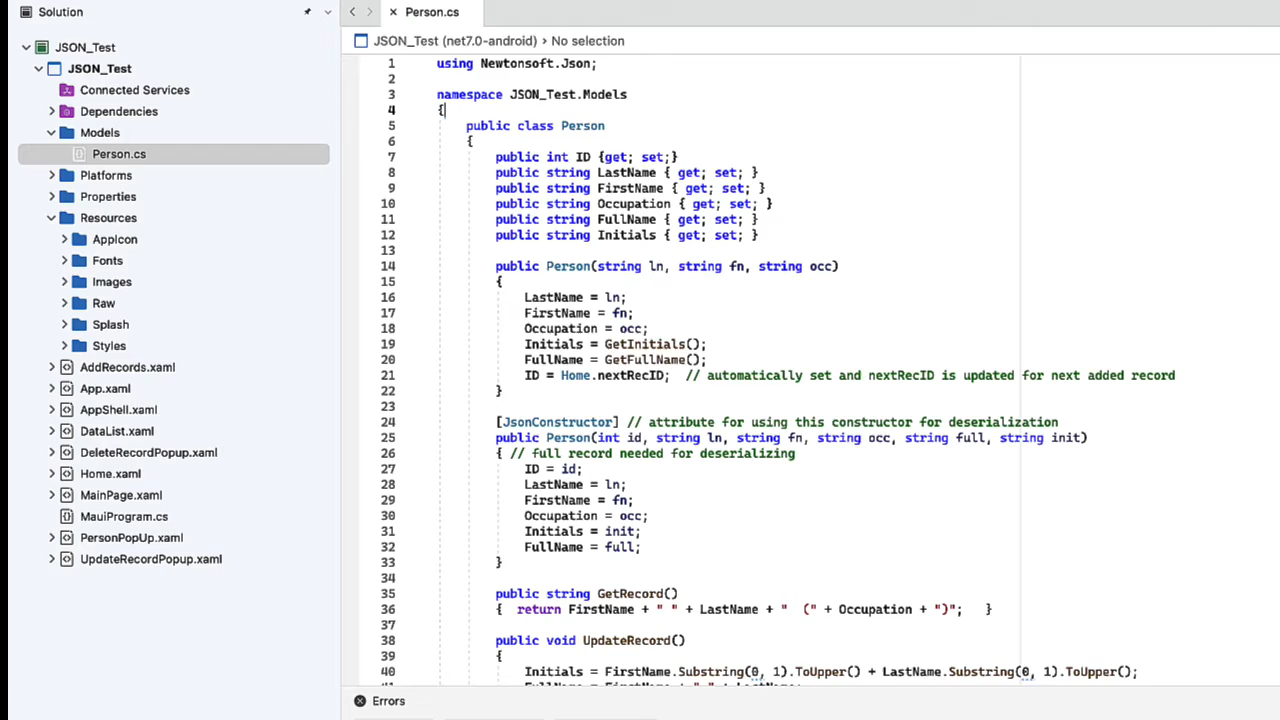 Solution
JSON_Test
JSON_Test
Connected Services
Dependencies
Models
Person.cs
Platforms
Properties
Resources
AppIcon
Fonts
Images
Raw
Splash
Styles
AddRecords.xaml
App.xaml
AppShell.xaml
DataList.xaml
DeleteRecordPopup.xaml
Home.xaml
MainPage.xaml
MauiProgram.cs
PersonPopUp.xaml
UpdateRecordPopup.xaml
Person.cs
JSON_Test (net7.0-android) › No selection
1 using Newtonsoft.Json;
2
3 namespace JSON_Test.Models
4 {
5 public class Person
6 {
7 public int ID {get; set;}
8 public string LastName { get; set; }
9 public string FirstName { get; set; }
10 public string Occupation { get; set; }
11 public string FullName { get; set; }
12 public string Initials { get; set; }
13
14 public Person(string ln, string fn, string occ)
15 {
16 LastName = ln;
17 FirstName = fn;
18 Occupation = occ;
19 Initials = GetInitials();
20 FullName = GetFullName();
21 ID = Home.nextRecID; // automatically set and nextRecID is updated for next added record
22 }
23
24 [JsonConstructor] // attribute for using this constructor for deserialization
25 public Person(int id, string ln, string fn, string occ, string full, string init)
26 { // full record needed for deserializing
27 ID = id;
28 LastName = ln;
29 FirstName = fn;
30 Occupation = occ;
31 Initials = init;
32 FullName = full;
33 }
34
35 public string GetRecord()
36 { return FirstName + " " + LastName + " (" + Occupation + ")"; }
37
38 public void UpdateRecord()
39 {
40 Initials = FirstName.Substring(0, 1).ToUpper() + LastName.Substring(0, 1).ToUpper();
Errors